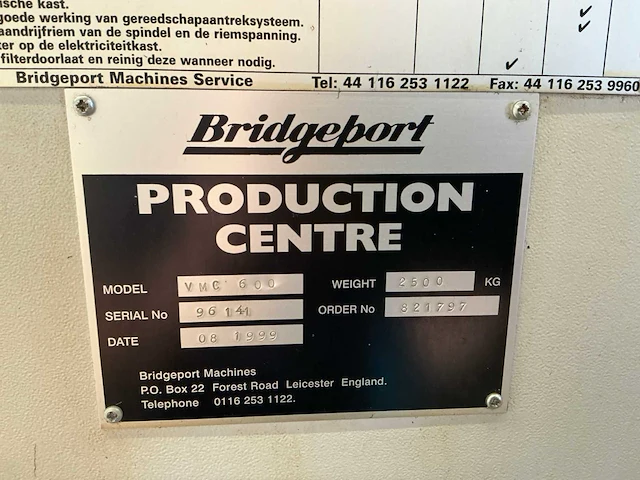 ische kast.
goede werking van gereedschapaantreksysteem.
aandrijfriem van de spindel en de riemspanning.
ter op de elektriciteitkast.
filterdoorlaat en reinig deze wanneer nodig.
Bridgeport Machines Service Tel: 44 116 253 1122 Fax: 44 116 253 9960
Bridgeport
PRODUCTION
CENTRE
MODEL VMC 600 WEIGHT 2500 KG
SERIAL No 96141 ORDER No 821797
DATE 08 1999
Bridgeport Machines
P.O. Box 22 Forest Road Leicester England.
Telephone 0116 253 1122.